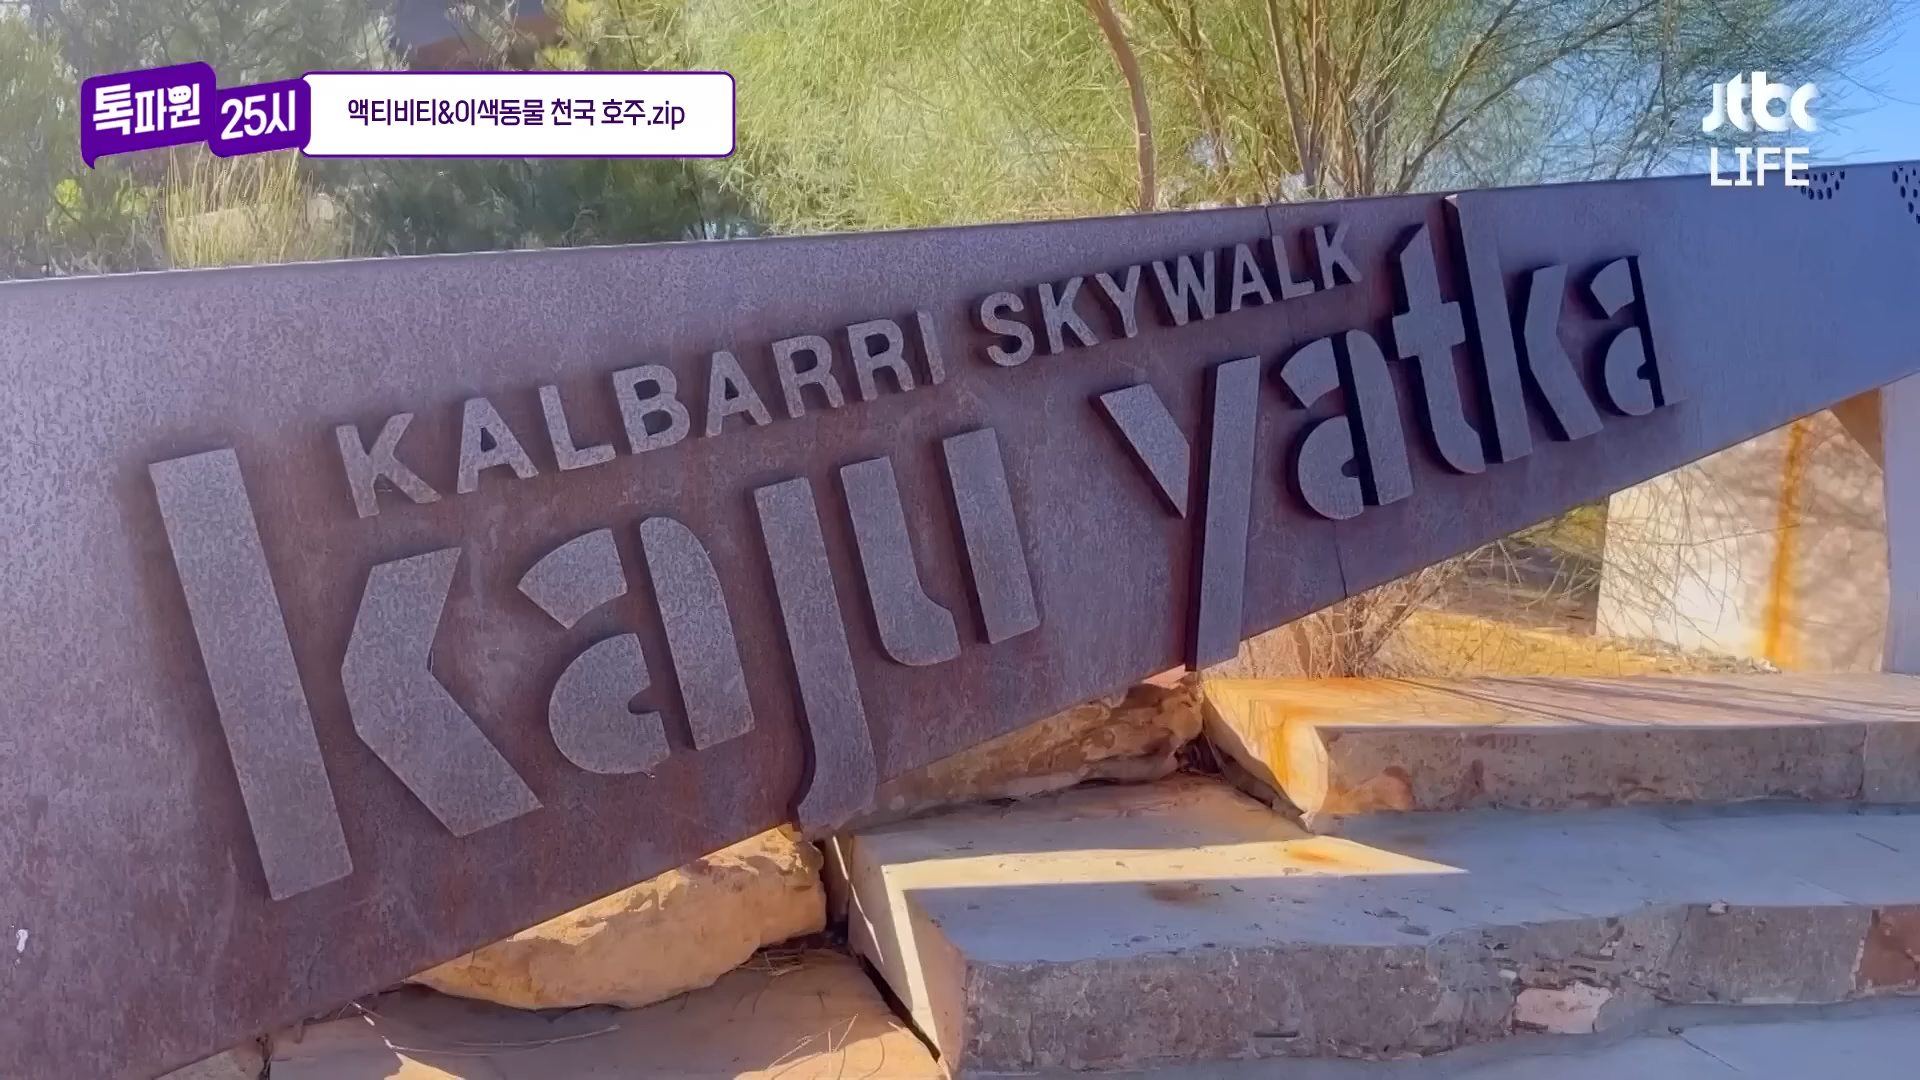 톡파원 25시
액티비티&이색동물 천국 호주.zip
jtbc
LIFE
KALBARRI SKYWALK
kaju yatka